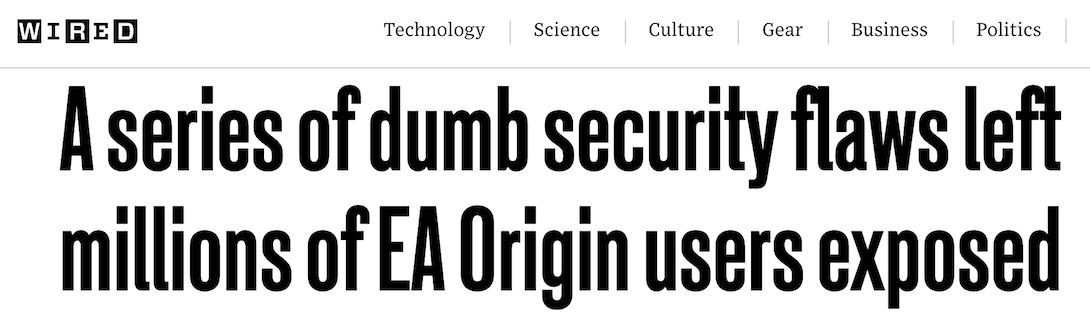 WIRED
Technology Science Culture Gear Business Politics
A series of dumb security flaws left
millions of EA Origin users exposed